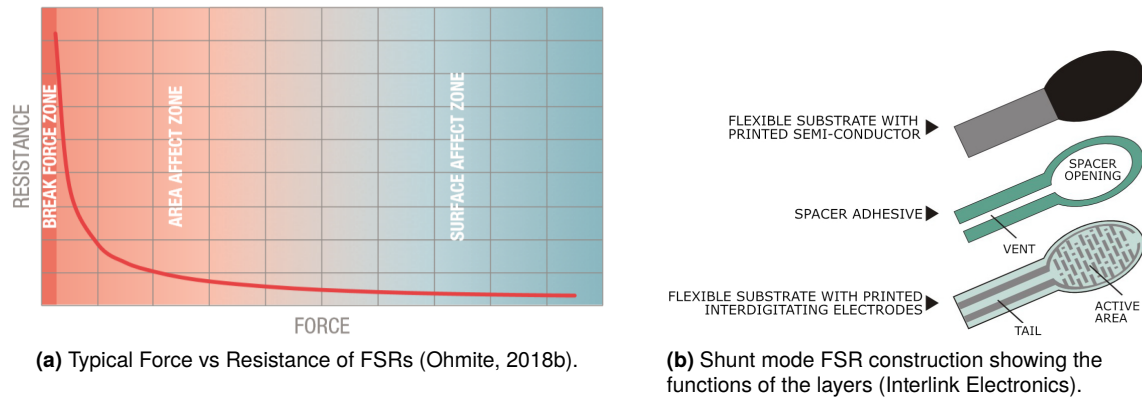 RESISTANCE
BREAK FORCE ZONE
AREA AFFECT ZONE
SURFACE AFFECT ZONE
FORCE
(a) Typical Force vs Resistance of FSRs (Ohmite, 2018b).
FLEXIBLE SUBSTRATE WITH
PRINTED SEMI-CONDUCTOR
SPACER
OPENING
SPACER ADHESIVE
VENT
FLEXIBLE SUBSTRATE WITH PRINTED
INTERDIGITATING ELECTRODES
TAIL
ACTIVE
AREA
(b) Shunt mode FSR construction showing the
functions of the layers (Interlink Electronics).